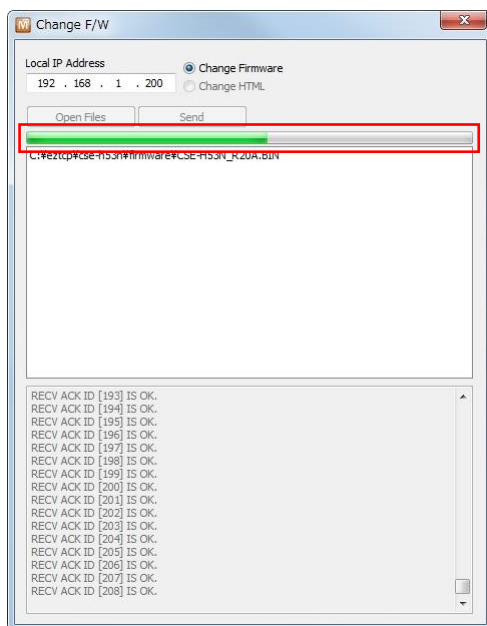 Change F/W
Local IP Address
192 . 168 . 1 . 200
Change Firmware
Change HTML
Open Files
Send
C:¥eztcp¥cse-h53n¥firmware¥CSE-H53N_R20A.BIN
RECV ACK ID [193] IS OK.
RECV ACK ID [194] IS OK.
RECV ACK ID [195] IS OK.
RECV ACK ID [196] IS OK.
RECV ACK ID [197] IS OK.
RECV ACK ID [198] IS OK.
RECV ACK ID [199] IS OK.
RECV ACK ID [200] IS OK.
RECV ACK ID [201] IS OK.
RECV ACK ID [202] IS OK.
RECV ACK ID [203] IS OK.
RECV ACK ID [204] IS OK.
RECV ACK ID [205] IS OK.
RECV ACK ID [206] IS OK.
RECV ACK ID [207] IS OK.
RECV ACK ID [208] IS OK.